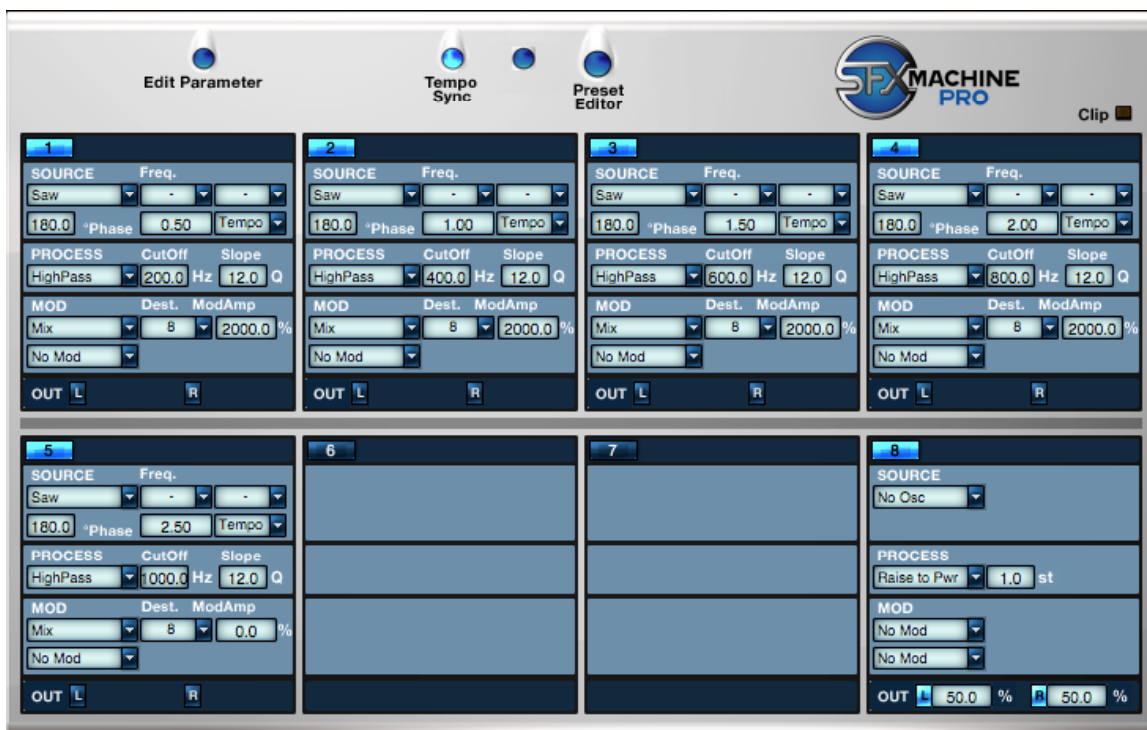 Edit Parameter
Tempo
Sync
Preset
Editor
SFX MACHINE
PRO
Clip
1
SOURCE Freq.
Saw - -
180.0 °Phase 0.50 Tempo
PROCESS CutOff Slope
HighPass 200.0 Hz 12.0 Q
MOD Dest. ModAmp
Mix 8 2000.0 %
No Mod
OUT L R
2
SOURCE Freq.
Saw - -
180.0 °Phase 1.00 Tempo
PROCESS CutOff Slope
HighPass 400.0 Hz 12.0 Q
MOD Dest. ModAmp
Mix 8 2000.0 %
No Mod
OUT L R
3
SOURCE Freq.
Saw - -
180.0 °Phase 1.50 Tempo
PROCESS CutOff Slope
HighPass 600.0 Hz 12.0 Q
MOD Dest. ModAmp
Mix 8 2000.0 %
No Mod
OUT L R
4
SOURCE Freq.
Saw - -
180.0 °Phase 2.00 Tempo
PROCESS CutOff Slope
HighPass 800.0 Hz 12.0 Q
MOD Dest. ModAmp
Mix 8 2000.0 %
No Mod
OUT L R
5
SOURCE Freq.
Saw - -
180.0 °Phase 2.50 Tempo
PROCESS CutOff Slope
HighPass 1000.0 Hz 12.0 Q
MOD Dest. ModAmp
Mix 8 0.0 %
No Mod
OUT L R
6
7
8
SOURCE
No Osc
PROCESS
Raise to Pwr 1.0 st
MOD
No Mod
No Mod
OUT L 50.0 % R 50.0 %